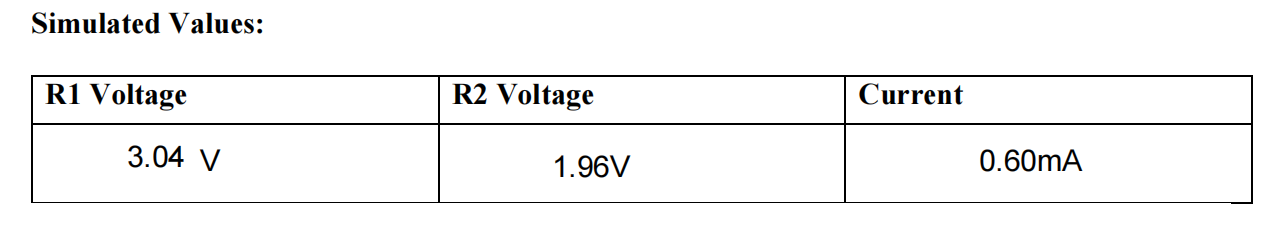 Simulated Values:
R1 Voltage R2 Voltage Current
3.04 V 1.96V 0.60mA